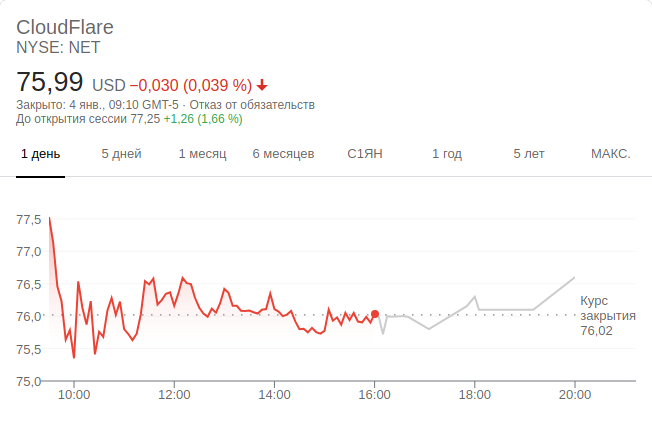 CloudFlare
NYSE: NET
75,99 USD −0,030 (0,039 %)
Закрыто: 4 янв., 09:10 GMT-5 · Отказ от обязательств
До открытия сессии 77,25 +1,26 (1,66 %)
1 день 5 дней 1 месяц 6 месяцев С1ЯН 1 год 5 лет МАКС.
77,5
77,0
76,5
76,0
75,5
75,0
Курс
закрытия
76,02
10:00 12:00 14:00 16:00 18:00 20:00